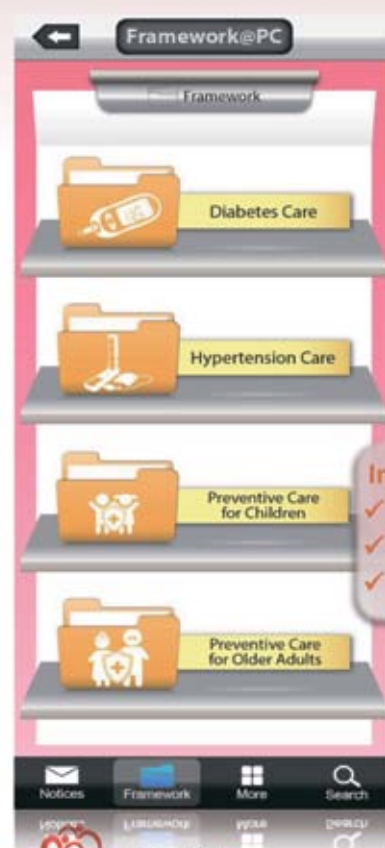 Framework@PC
Framework
Diabetes Care
Hypertension Care
Preventive Care
for Children
Preventive Care
for Older Adults
Notices
Framework
More
Search